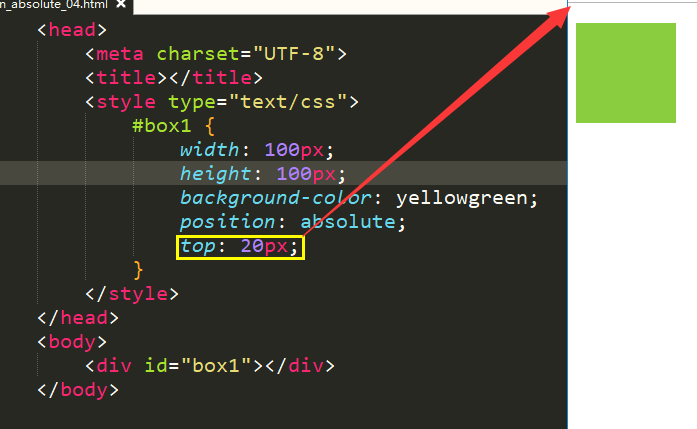 n_absolute_04.html ×
<head>
<meta charset="UTF-8">
<title></title>
<style type="text/css">
#box1 {
width: 100px;
height: 100px;
background-color: yellowgreen;
position: absolute;
top: 20px;
}
</style>
</head>
<body>
<div id="box1"></div>
</body>